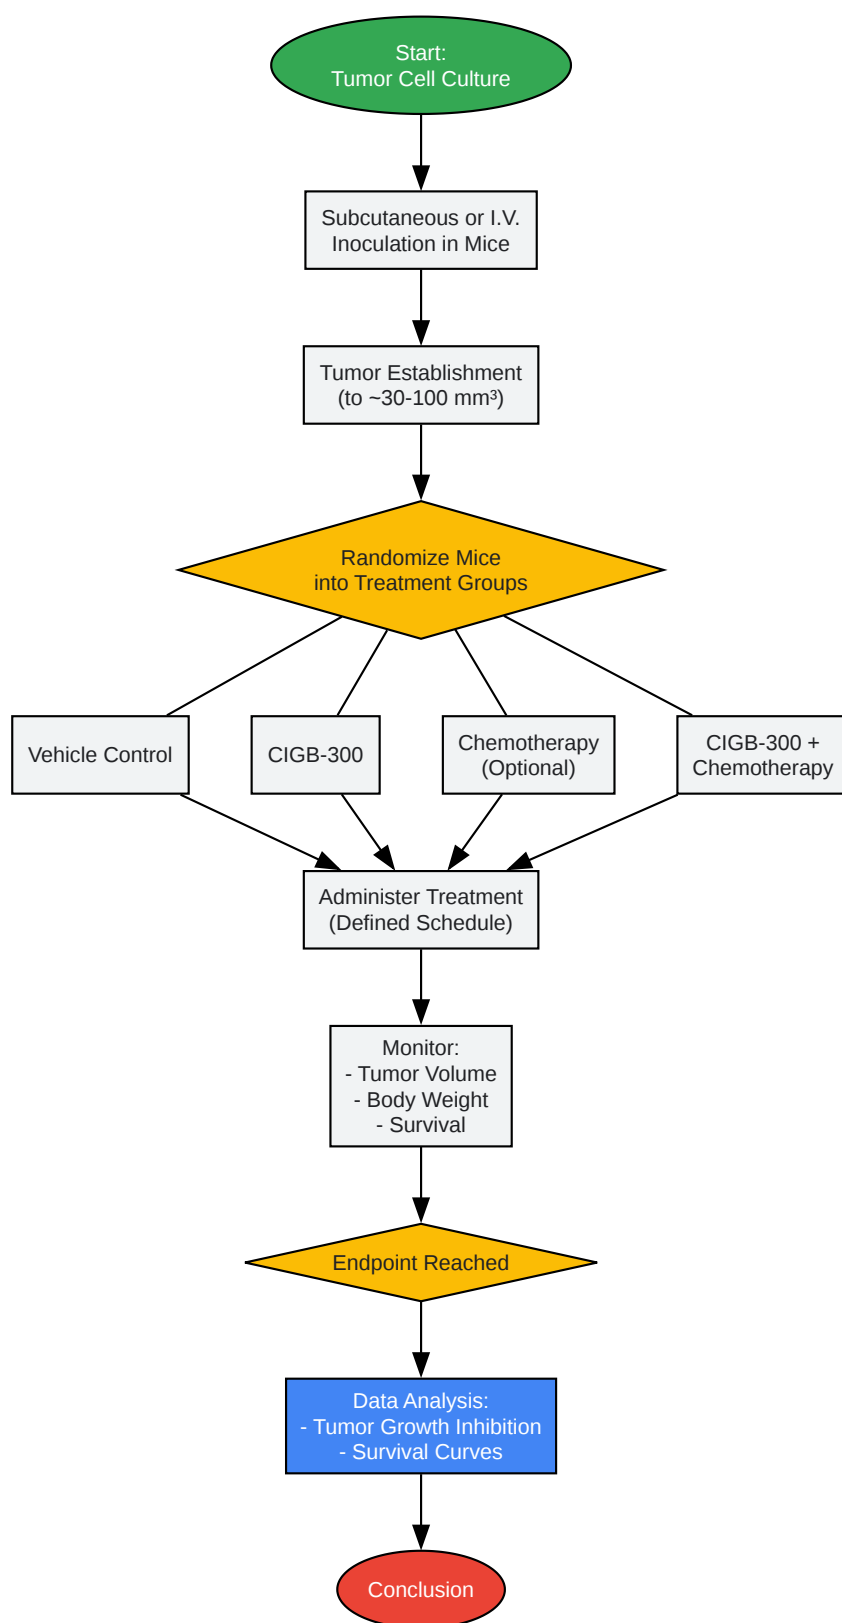 Start:
Tumor Cell Culture
Subcutaneous or I.V.
Inoculation in Mice
Tumor Establishment
(to ~30-100 mm³)
Randomize Mice
into Treatment Groups
Vehicle Control
CIGB-300
Chemotherapy
(Optional)
CIGB-300 +
Chemotherapy
Administer Treatment
(Defined Schedule)
Monitor:
- Tumor Volume
- Body Weight
- Survival
Endpoint Reached
Data Analysis:
- Tumor Growth Inhibition
- Survival Curves
Conclusion